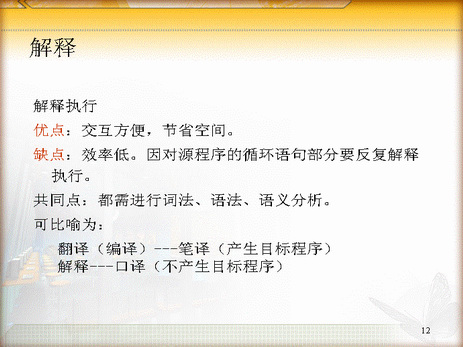 解释
解释执行
优点：交互方便，节省空间。
缺点：效率低。因对源程序的循环语句部分要反复解释
执行。
共同点：都需进行词法、语法、语义分析。
可比喻为：
翻译（编译）---笔译（产生目标程序）
解释---口译（不产生目标程序）
12